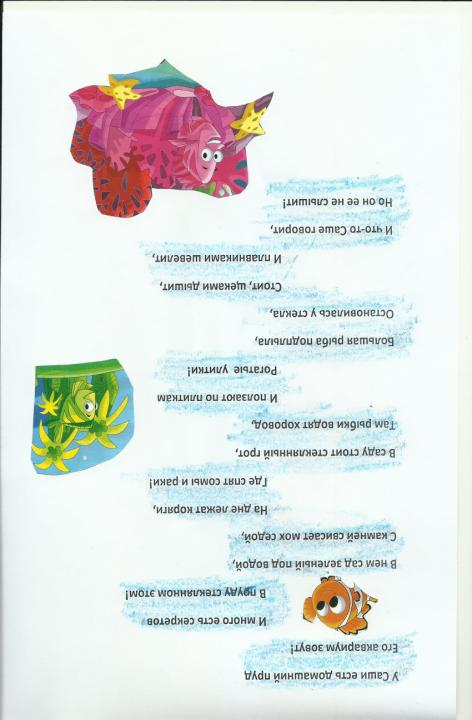 У Саши есть домашний пруд
Его аквариум зовут!
И много есть секретов
В пруду стеклянном этом!
В нем сад зеленый под водой,
С камней свисает мох седой,
На дне лежат коряги,
Где спят сомы и раки!
В саду стоит стеклянный грот,
Там рыбки водят хоровод,
И ползают по плиткам
Рогатые улитки!
Большая рыба подплыла,
Остановилась у стекла,
Стоит, щеками дышит,
И плавниками шевелит,
И что-то Саше говорит,
Но он ее не слышит!